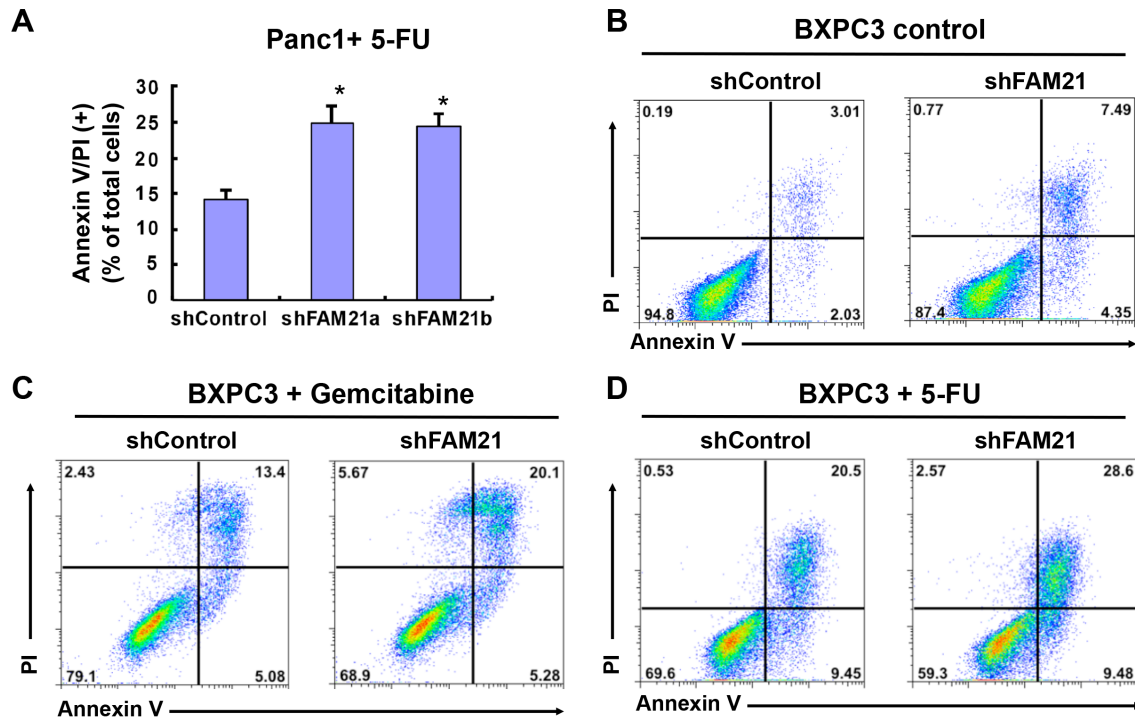 A
Panc1+ 5-FU
Annexin V/PI (+)
(% of total cells)
30
25
20
15
10
5
0
*
*
shControl shFAM21a shFAM21b
B
BXPC3 control
shControl shFAM21
0.19 3.01
94.8 2.03
0.77 7.49
87.4 4.35
PI
Annexin V
C
BXPC3 + Gemcitabine
shControl shFAM21
2.43 13.4
79.1 5.08
5.67 20.1
68.9 5.28
PI
Annexin V
D
BXPC3 + 5-FU
shControl shFAM21
0.53 20.5
69.6 9.45
2.57 28.6
59.3 9.48
PI
Annexin V